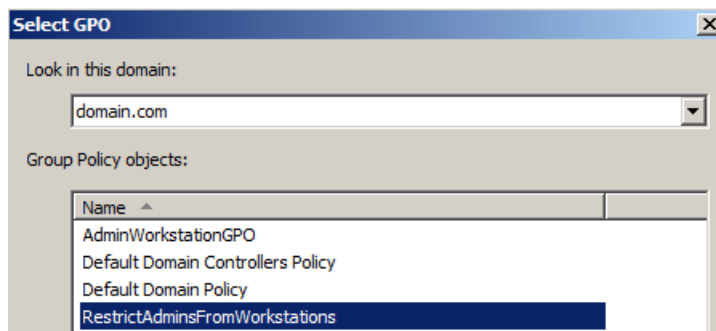 Select GPO
Look in this domain:
domain.com
Group Policy objects:
Name
AdminWorkstationGPO
Default Domain Controllers Policy
Default Domain Policy
RestrictAdminsFromWorkstations